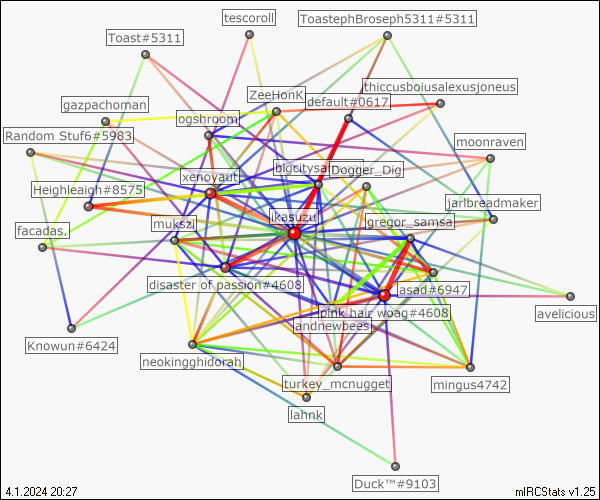 tescoroll
ToastephBroseph5311#5311
Toast#5311
thiccusboiusalexusjoneus
ZeeHonK
default#0617
gazpachoman
ogshroom
Random Stuf6#5983
moonraven
bigcitysa
Dogger_Dig
xenoyaut
Heighleaigh#8575
jarlbreadmaker
ikasuzu
gregor_samsa
mukszi
facadas.
disaster of passion#4608
asad#6947
pink hair woag#4608
avelicious
andnewbees
Knowun#6424
neokingghidorah
turkey_mcnugget
mingus4742
lahnk
Duck™#9103
4.1.2024 20:27
mIRCStats v1.25